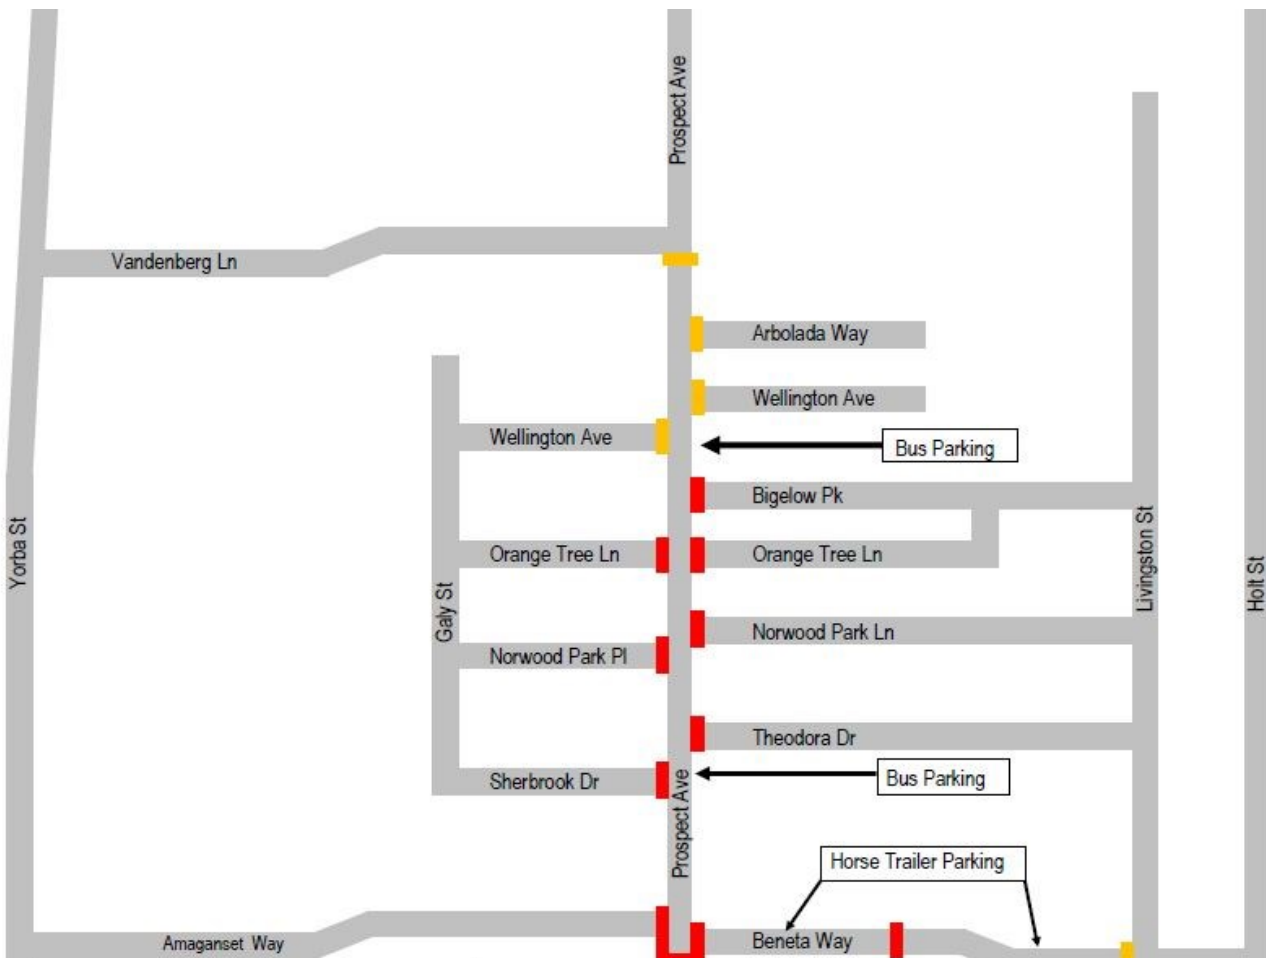 Prospect Ave
Vandenberg Ln
Arbolada Way
Wellington Ave
Wellington Ave
Bus Parking
Bigelow Pk
Yorba St
Orange Tree Ln
Orange Tree Ln
Livingston St
Holt St
Galy St
Norwood Park Ln
Norwood Park Pl
Theodora Dr
Sherbrook Dr
Bus Parking
Prospect Ave
Horse Trailer Parking
Amaganset Way
Beneta Way